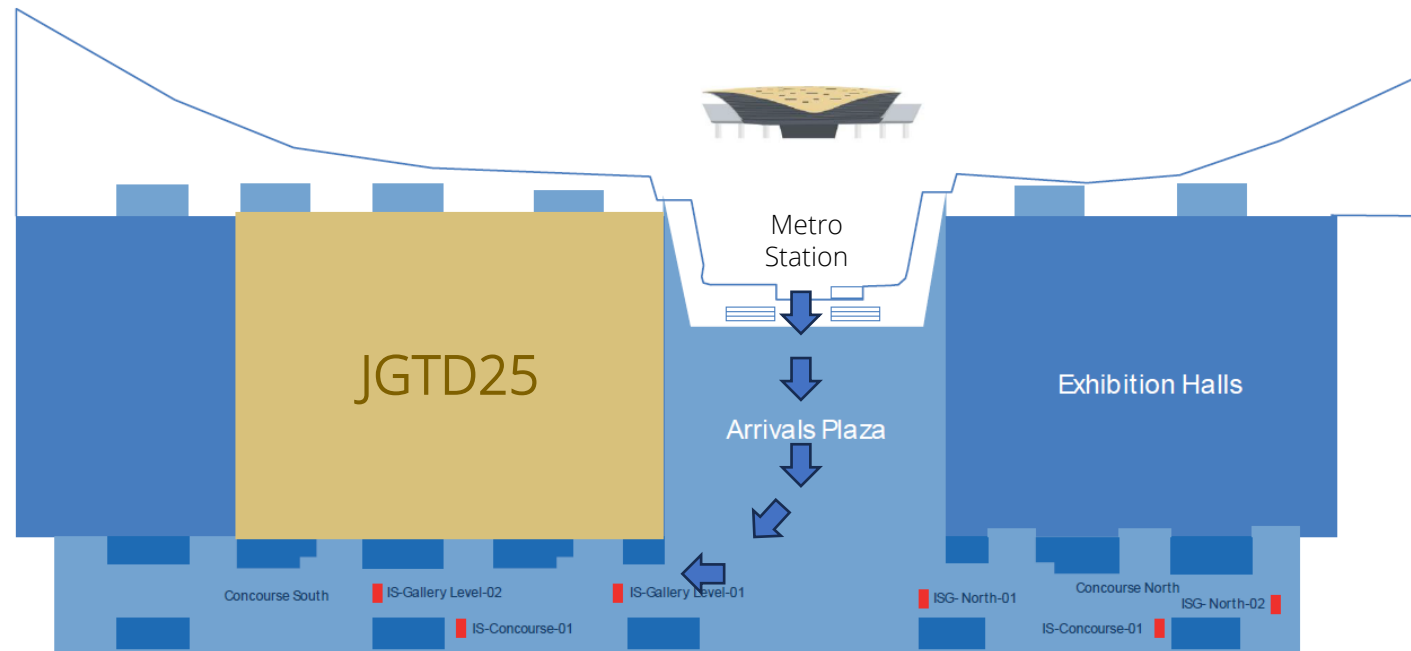 Metro
Station
JGTD25
Exhibition Halls
Arrivals Plaza
Concourse South
IS-Gallery Level-02
IS-Gallery Level-01
IS-Concourse-01
ISG- North-01
Concourse North
ISG- North-02
IS-Concourse-01